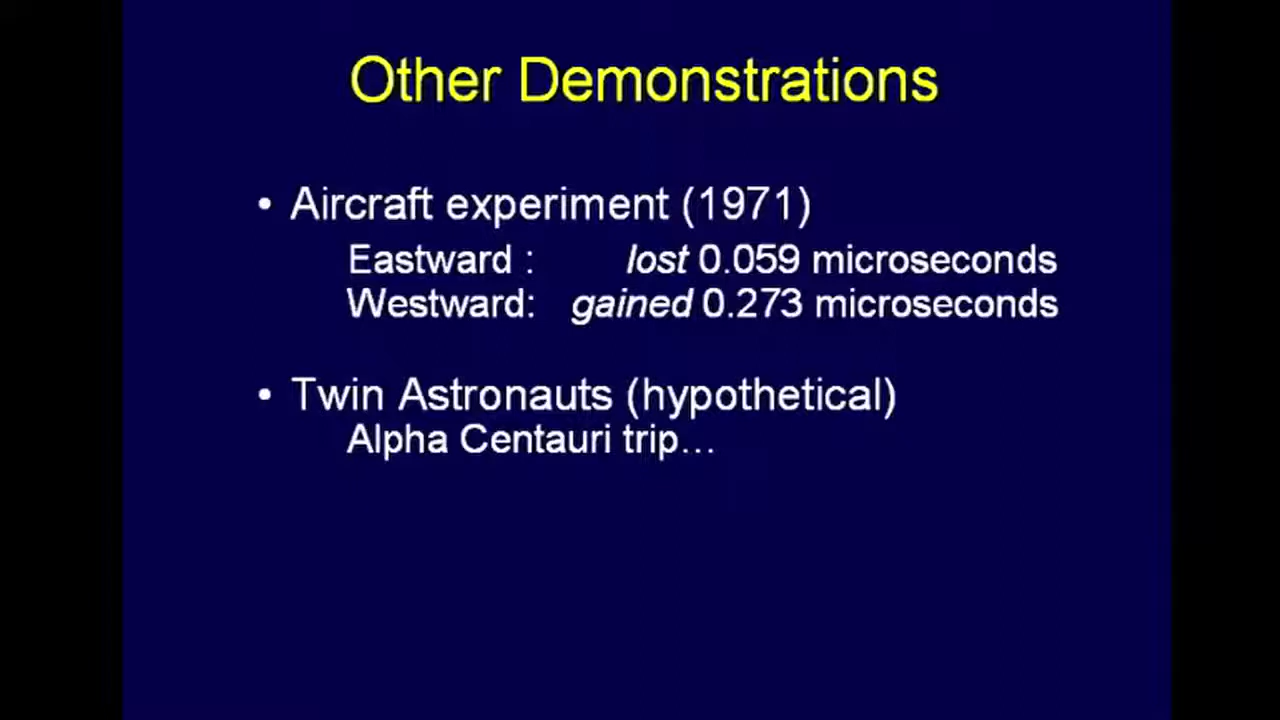 Other Demonstrations
• Aircraft experiment (1971)
Eastward : lost 0.059 microseconds
Westward: gained 0.273 microseconds
• Twin Astronauts (hypothetical)
Alpha Centauri trip…